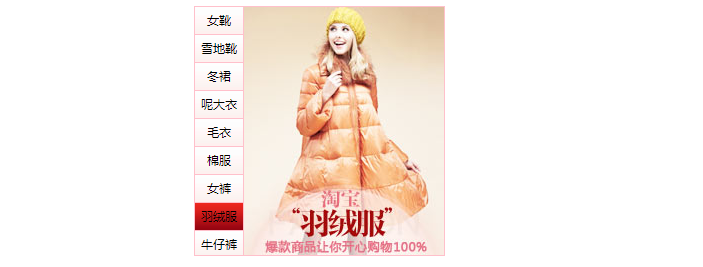 女靴
雪地靴
冬裙
呢大衣
毛衣
棉服
女裤
羽绒服
牛仔裤
淘宝
“羽绒服”
爆款商品让你开心购物100%